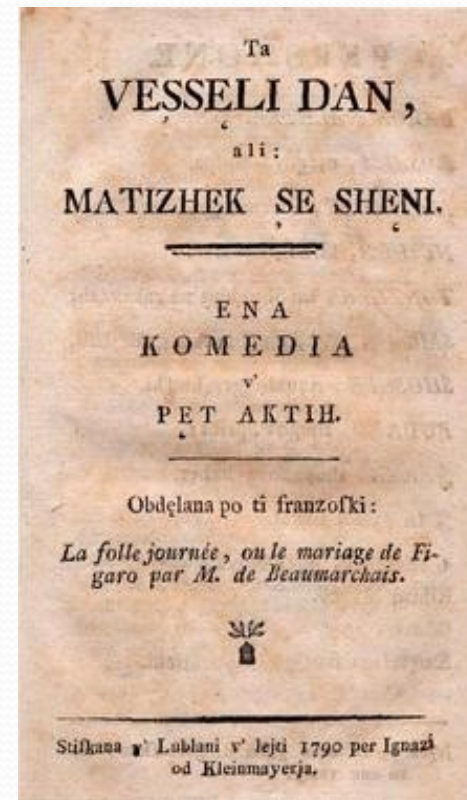 Ta
VESSELI DAN,
ali:
MATIZHEK SE SHENI.
ENA
KOMEDIA
v'
PET AKTIH.
Obdęlana po ti franzoſki:
La folle journée, ou le mariage de Fi-
garo par M. de Beaumarchais.
Stiſkana v' Lublani v' lejti 1790 per Ignazi
od Kleinmayerja.